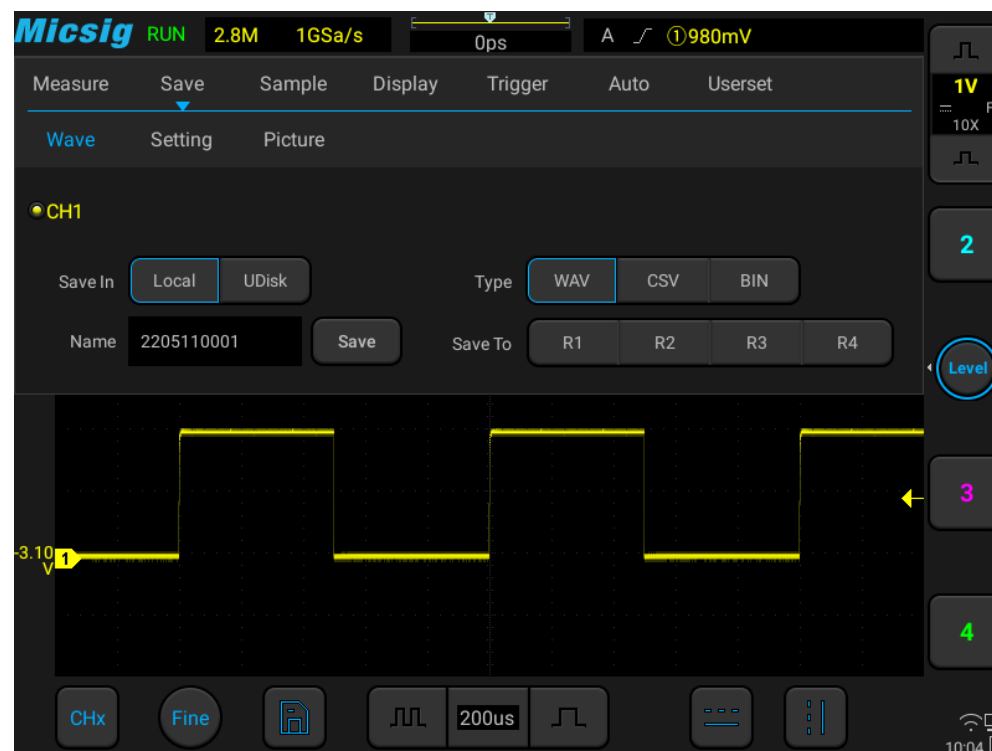 Micsig RUN 2.8M 1GSa/s T 0ps A ①980mV
Measure Save Sample Display Trigger Auto Userset
Wave Setting Picture
CH1
Save In Local UDisk Type WAV CSV BIN
Name 2205110001 Save Save To R1 R2 R3 R4
1V
10X
2
Level
-3.10 1
V
3
4
CHx Fine 200us
10:04